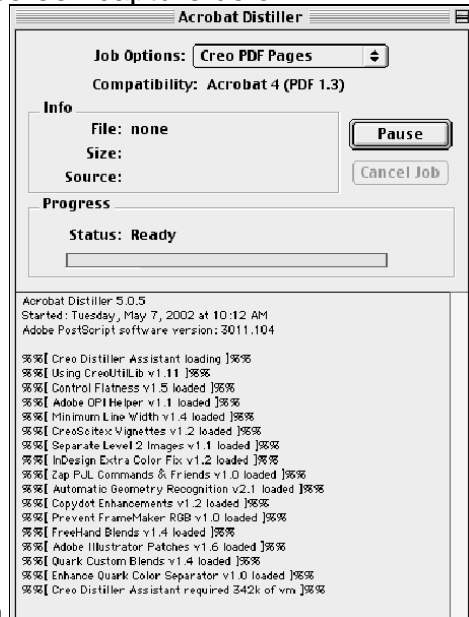 Acrobat Distiller
Job Options: Creo PDF Pages
Compatibility: Acrobat 4 (PDF 1.3)
Info
File: none
Size:
Source:
Pause
Cancel Job
Progress
Status: Ready
Acrobat Distiller 5.0.5
Started: Tuesday, May 7, 2002 at 10:12 AM
Adobe PostScript software version: 3011.104
%%[ Creo Distiller Assistant loading ]%%
%%[ Using CreoUtilLib v1.11 ]%%
%%[ Control Flatness v1.5 loaded ]%%
%%[ Adobe OPI Helper v1.1 loaded ]%%
%%[ Minimum Line Width v1.4 loaded ]%%
%%[ CreoScitex Vignettes v1.2 loaded ]%%
%%[ Separate Level 2 Images v1.1 loaded ]%%
%%[ InDesign Extra Color Fix v1.2 loaded ]%%
%%[ Zap PJL Commands & Friends v1.0 loaded ]%%
%%[ Automatic Geometry Recognition v2.1 loaded ]%%
%%[ Copydot Enhancements v1.2 loaded ]%%
%%[ Prevent FrameMaker RGB v1.0 loaded ]%%
%%[ FreeHand Blends v1.4 loaded ]%%
%%[ Adobe Illustrator Patches v1.6 loaded ]%%
%%[ Quark Custom Blends v1.4 loaded ]%%
%%[ Enhance Quark Color Separator v1.0 loaded ]%%
%%[ Creo Distiller Assistant required 342k of vm ]%%